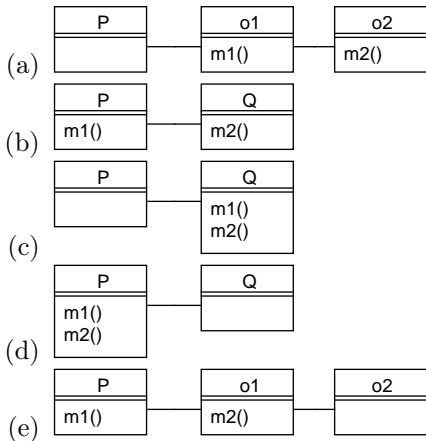 P o1 o2
m1() m2()
(a)
P Q
m1() m2()
(b)
P Q
m1()
m2()
(c)
P Q
m1()
m2()
(d)
P o1 o2
m1() m2()
(e)